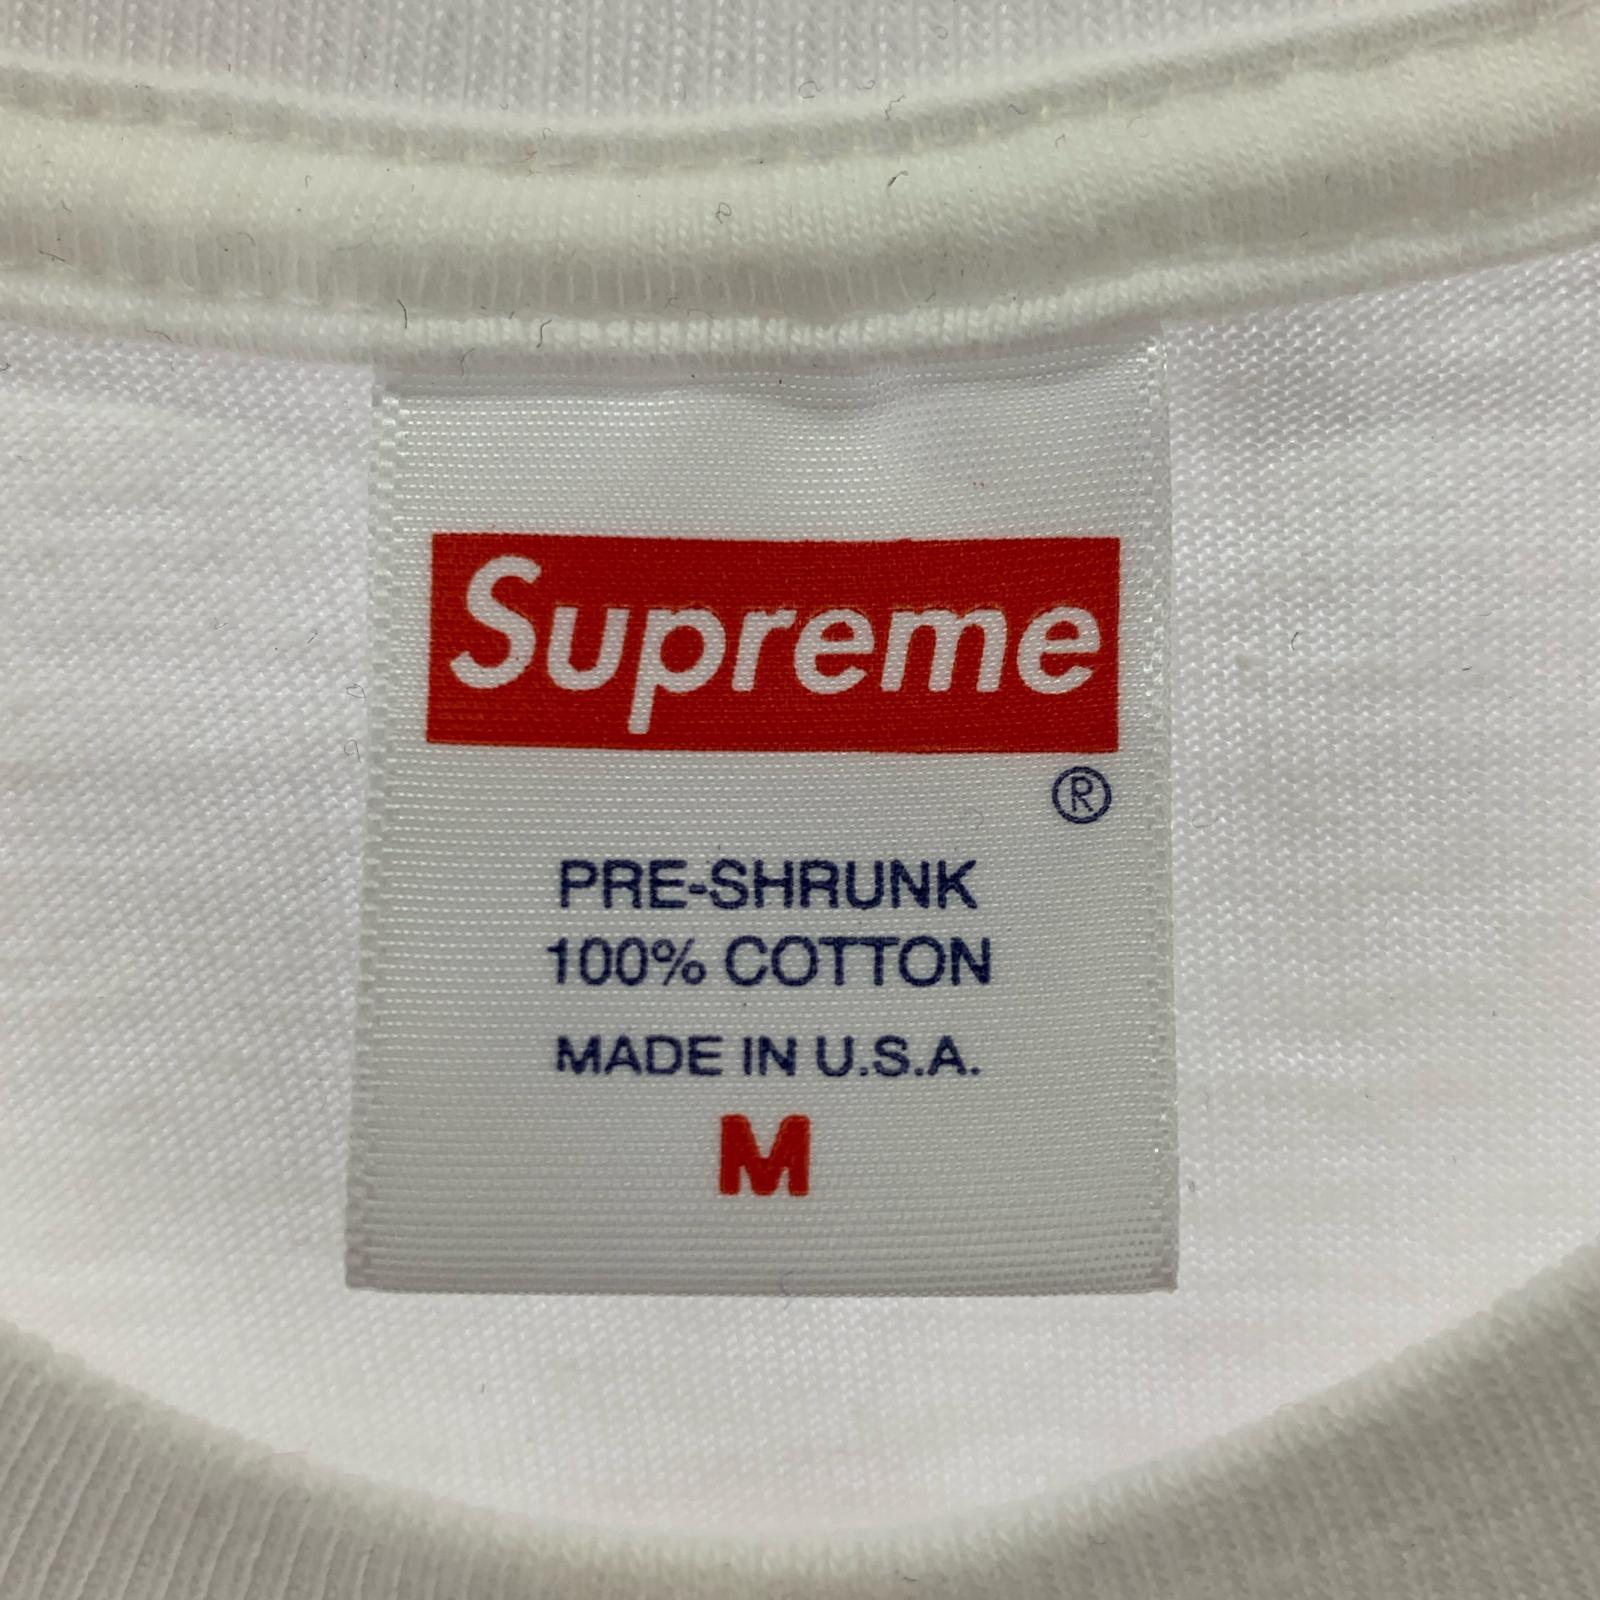 Supreme
®
PRE-SHRUNK
100% COTTON
MADE IN U.S.A.
M